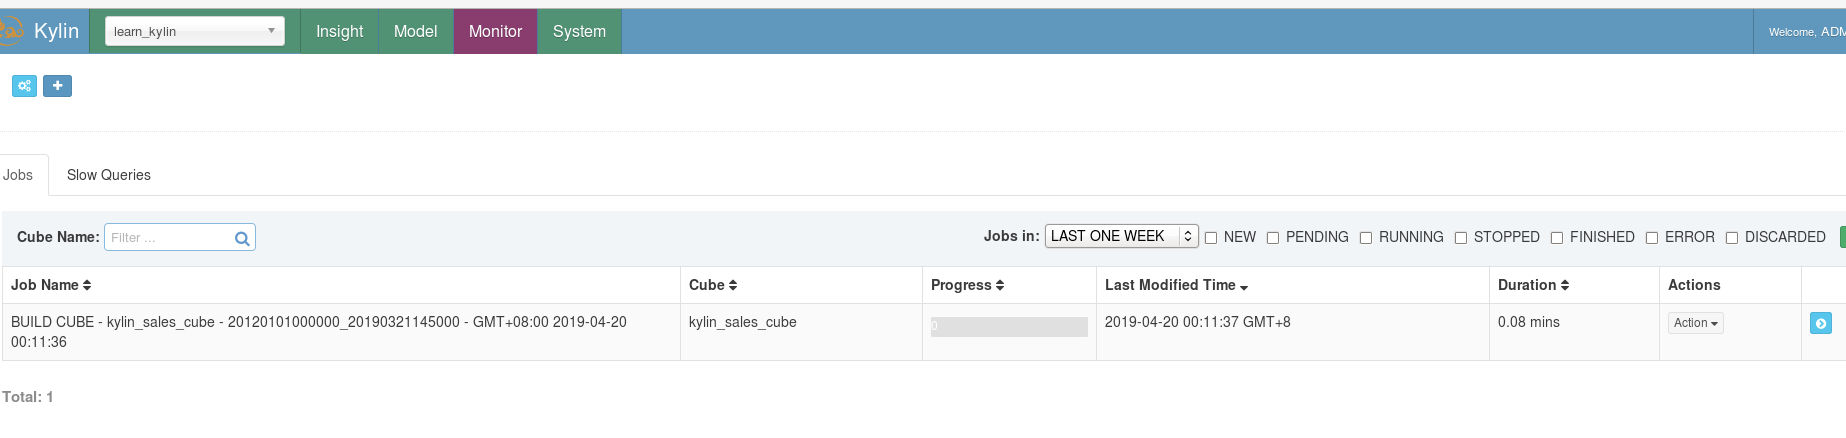 Kylin learn_kylin Insight Model Monitor System Welcome, ADM
Jobs Slow Queries
Cube Name: Filter ... Jobs in: LAST ONE WEEK NEW PENDING RUNNING STOPPED FINISHED ERROR DISCARDED
Job Name Cube Progress Last Modified Time Duration Actions
BUILD CUBE - kylin_sales_cube - 20120101000000_20190321145000 - GMT+08:00 2019-04-20 kylin_sales_cube 0 2019-04-20 00:11:37 GMT+8 0.08 mins Action
00:11:36
Total: 1